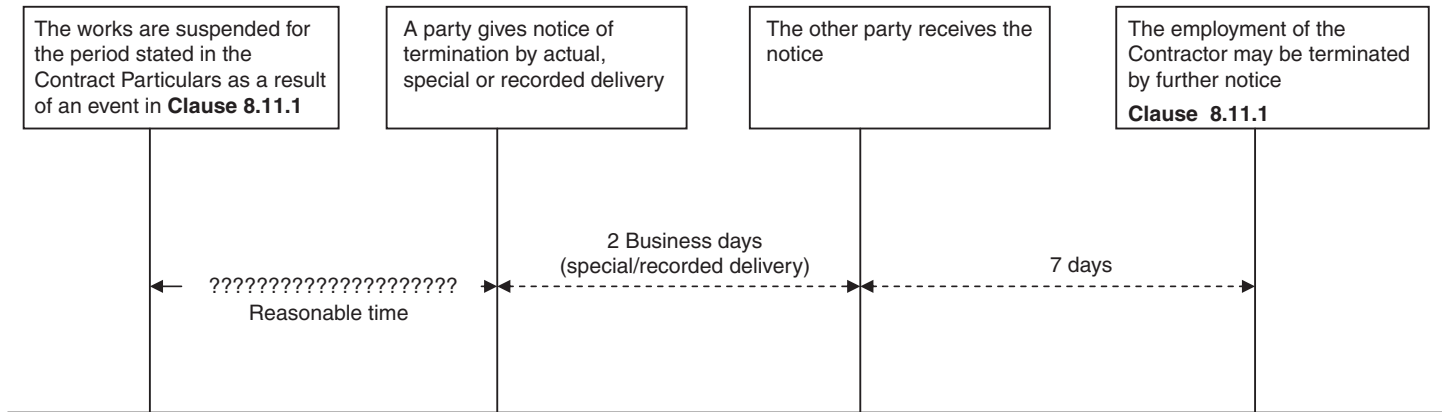 The works are suspended for
the period stated in the
Contract Particulars as a result
of an event in Clause 8.11.1
A party gives notice of
termination by actual,
special or recorded delivery
The other party receives the
notice
The employment of the
Contractor may be terminated
by further notice
Clause 8.11.1
?????????????????????
Reasonable time
2 Business days
(special/recorded delivery)
7 days